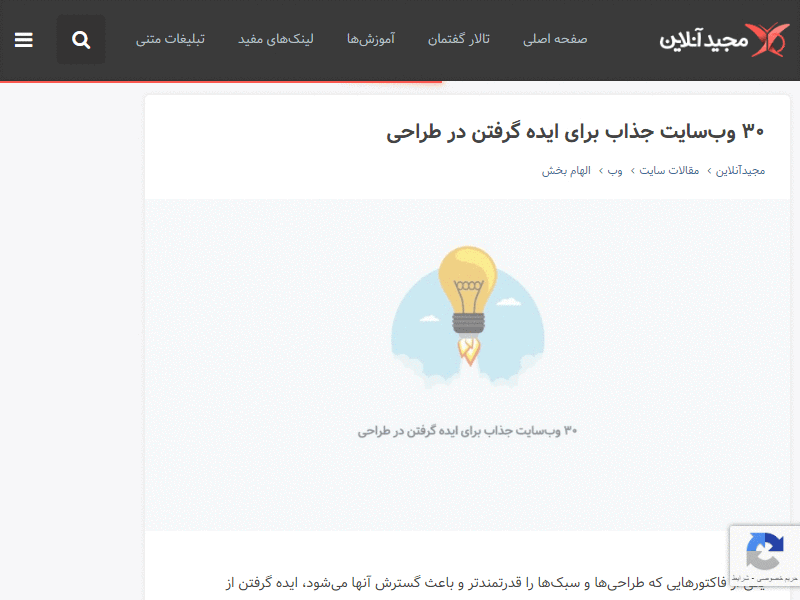 مجیدآنلاین
صفحه اصلی
تالار گفتمان
آموزش‌ها
لینک‌های مفید
تبلیغات متنی
۳۰ وب‌سایت جذاب برای ایده گرفتن در طراحی
مجیدآنلاین › مقالات سایت › وب › الهام بخش
۳۰ وب‌سایت جذاب برای ایده گرفتن در طراحی
یکی از فاکتورهایی که طراحی‌ها و سبک‌ها را قدرتمندتر و باعث گسترش آنها می‌شود، ایده گرفتن از
حریم خصوصی - شرایط